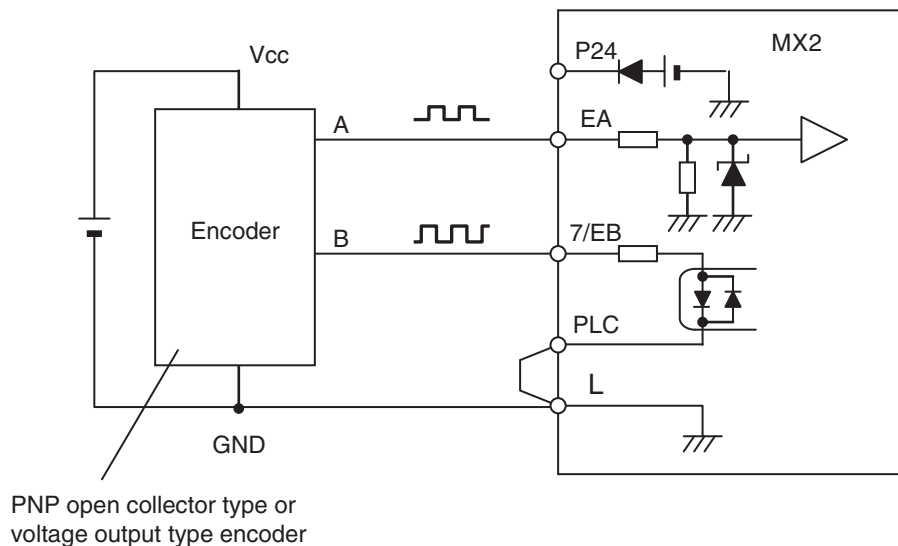 MX2
P24
Vcc
EA
A
Encoder
B
7/EB
PLC
L
GND
PNP open collector type or
voltage output type encoder